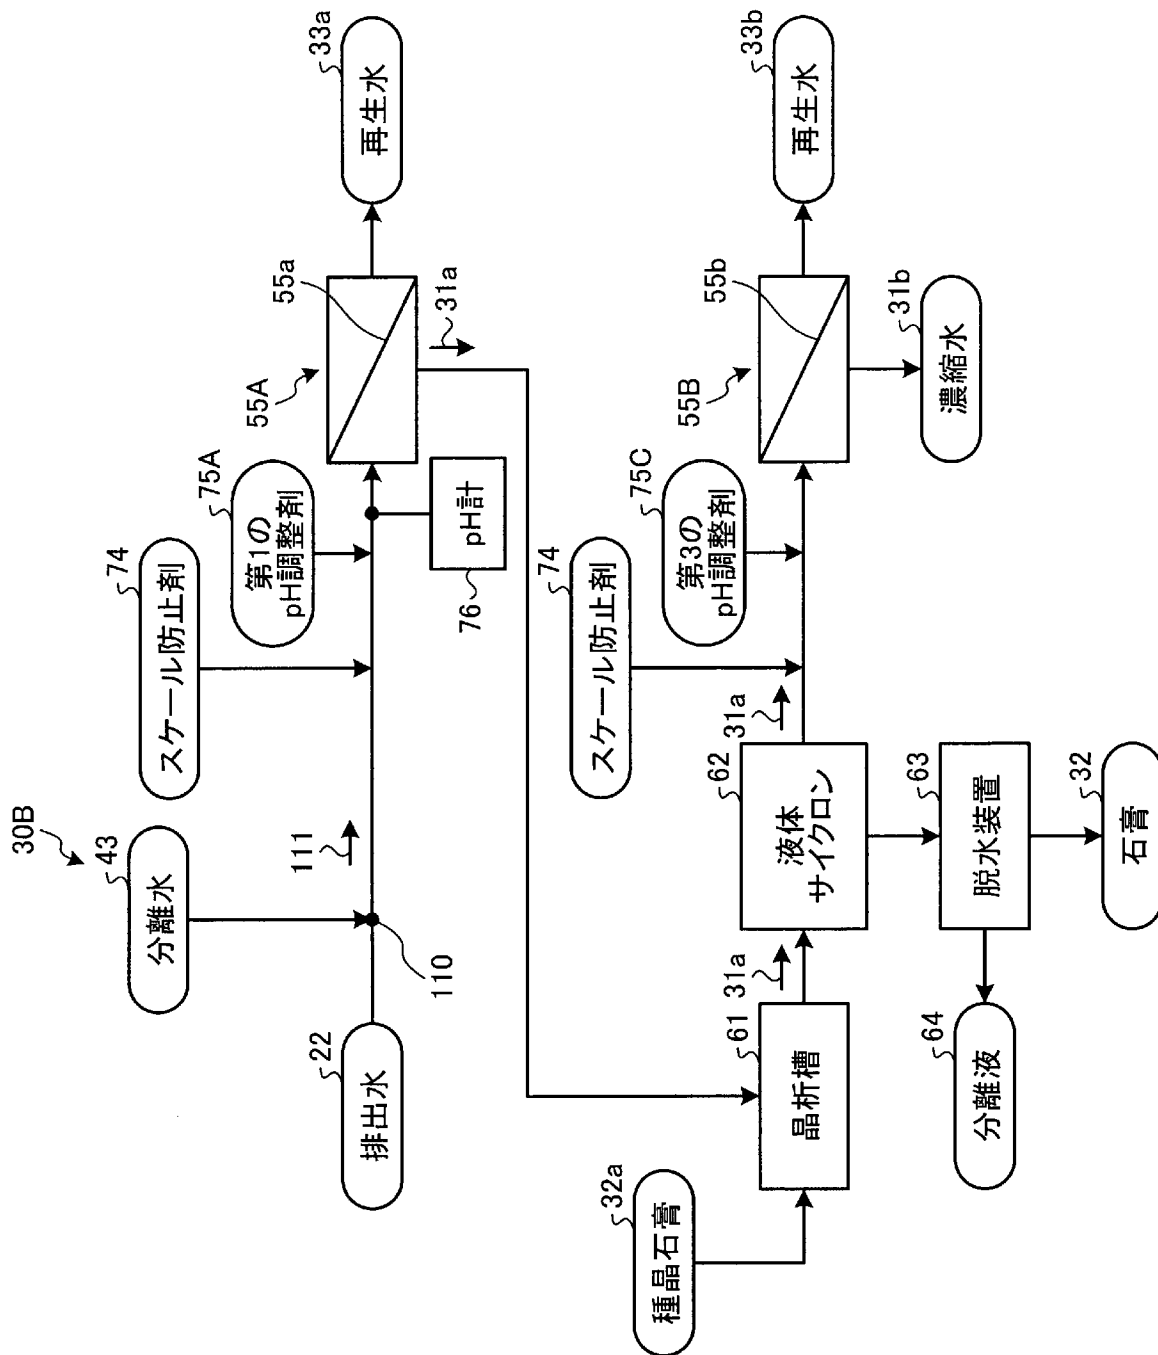 30B
43
分離水
74
スケール防止剤
75A
第1の
pH調整剤
55A
55a
33a
再生水
22
排出水
110
111
76
pH計
31a
74
スケール防止剤
75C
第3の
pH調整剤
55B
55b
33b
再生水
32a
種晶石膏
61
晶析槽
31a
62
液体
サイクロン
31a
31b
濃縮水
64
分離液
63
脱水装置
32
石膏